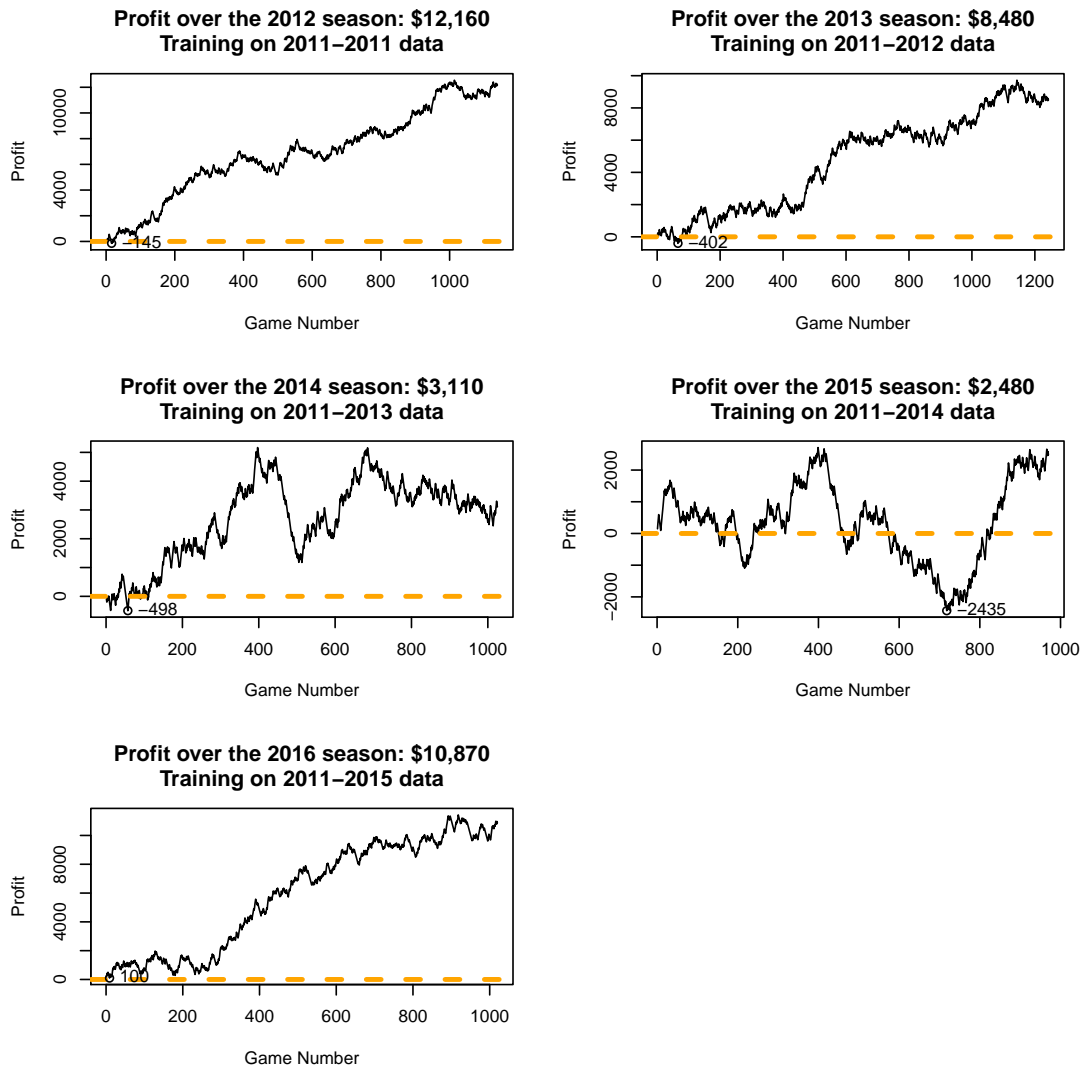 Profit over the 2012 season: $12,160
Training on 2011−2011 data
Profit
10000
4000
0
−145
0 200 400 600 800 1000
Game Number
Profit over the 2013 season: $8,480
Training on 2011−2012 data
Profit
8000
4000
0
−402
0 200 400 600 800 1000 1200
Game Number
Profit over the 2014 season: $3,110
Training on 2011−2013 data
Profit
4000
2000
0
−498
0 200 400 600 800 1000
Game Number
Profit over the 2015 season: $2,480
Training on 2011−2014 data
Profit
2000
0
−2000
−2435
0 200 400 600 800 1000
Game Number
Profit over the 2016 season: $10,870
Training on 2011−2015 data
Profit
8000
4000
0
100
0 200 400 600 800 1000
Game Number